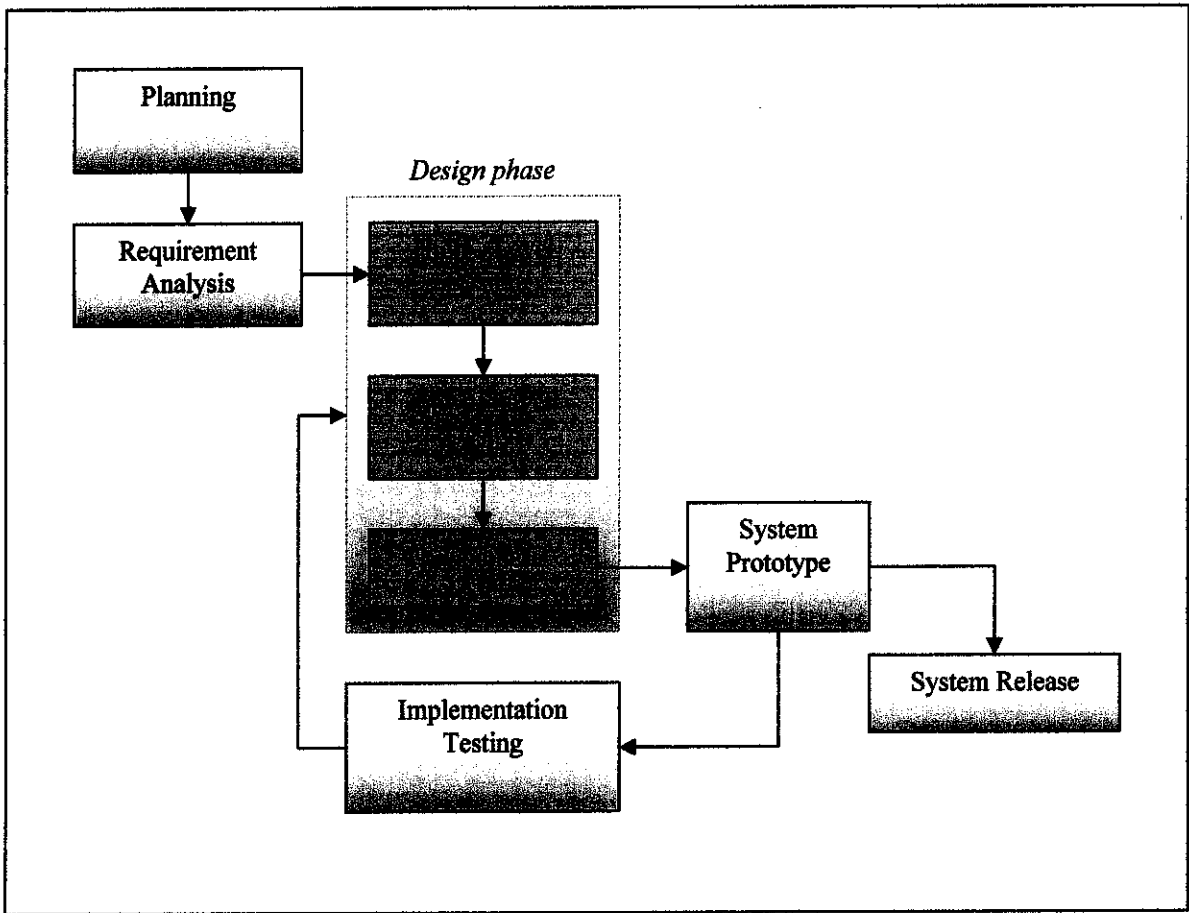 Planning
Design phase
Requirement
Analysis
System
Prototype
System Release
Implementation
Testing